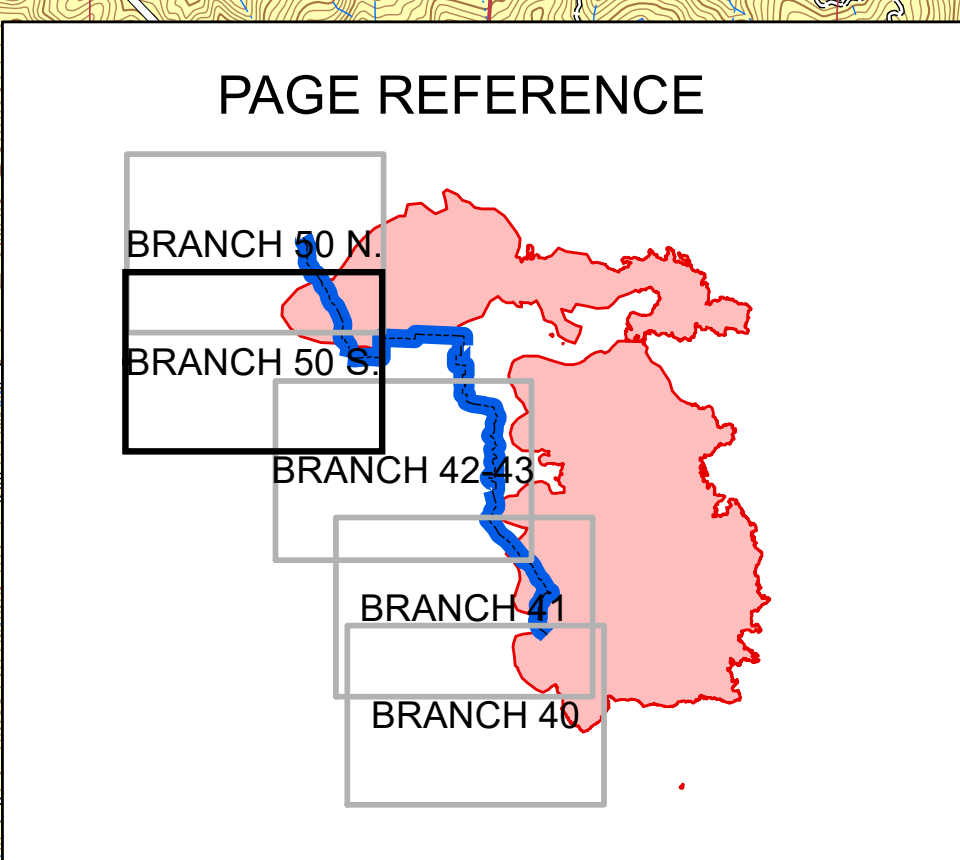 PAGE REFERENCE
BRANCH 50 N.
BRANCH 50 S.
BRANCH 42-43
BRANCH 41
BRANCH 40